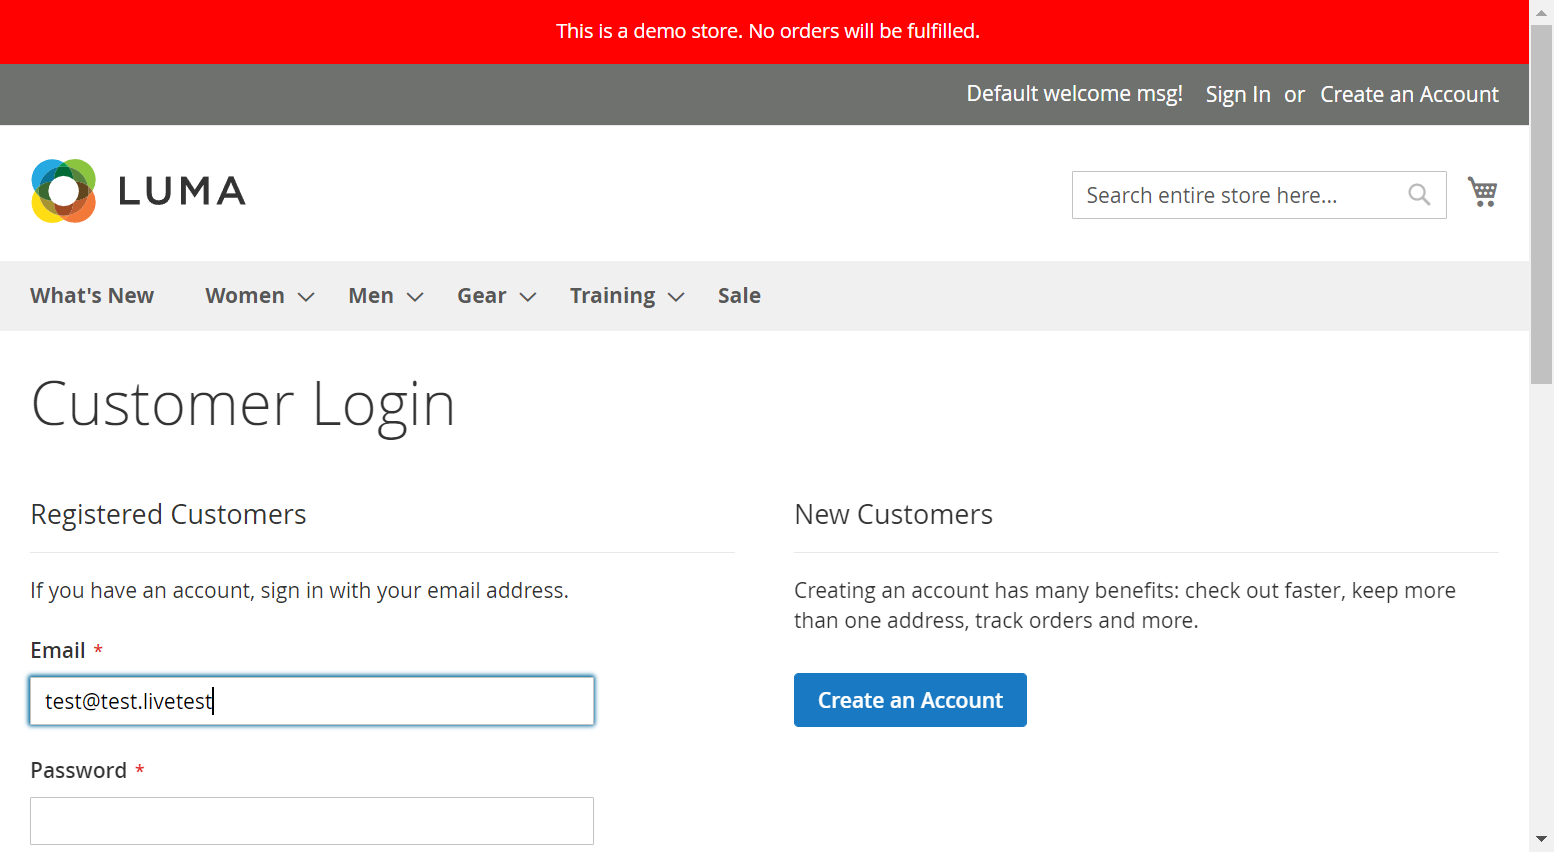 This is a demo store. No orders will be fulfilled.
Default welcome msg! Sign In or Create an Account
LUMA
Search entire store here...
What's New Women Men Gear Training Sale
Customer Login
Registered Customers
If you have an account, sign in with your email address.
Email *
test@test.livetest
Password *
New Customers
Creating an account has many benefits: check out faster, keep more
than one address, track orders and more.
Create an Account